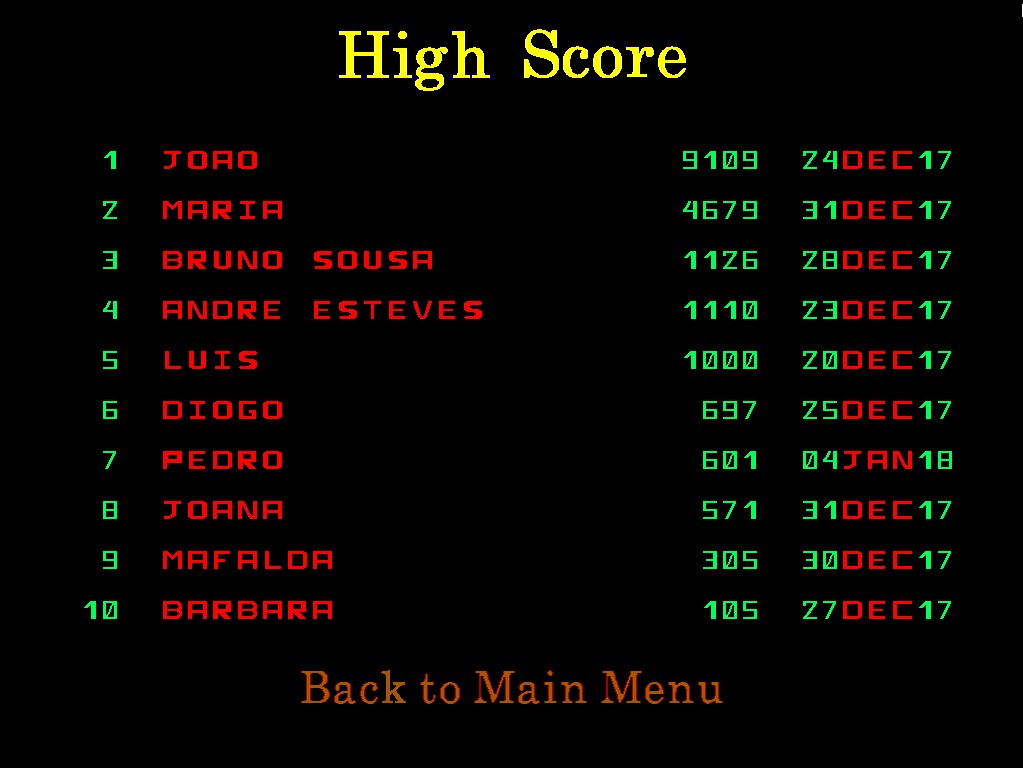 High Score
1 JOAO 9109 24DEC17
2 MARIA 4679 31DEC17
3 BRUNO SOUSA 1126 28DEC17
4 ANDRE ESTEVES 1110 23DEC17
5 LUIS 1000 20DEC17
6 DIOGO 697 25DEC17
7 PEDRO 601 04JAN18
8 JOANA 571 31DEC17
9 MAFALDA 305 30DEC17
10 BARBARA 105 27DEC17
Back to Main Menu